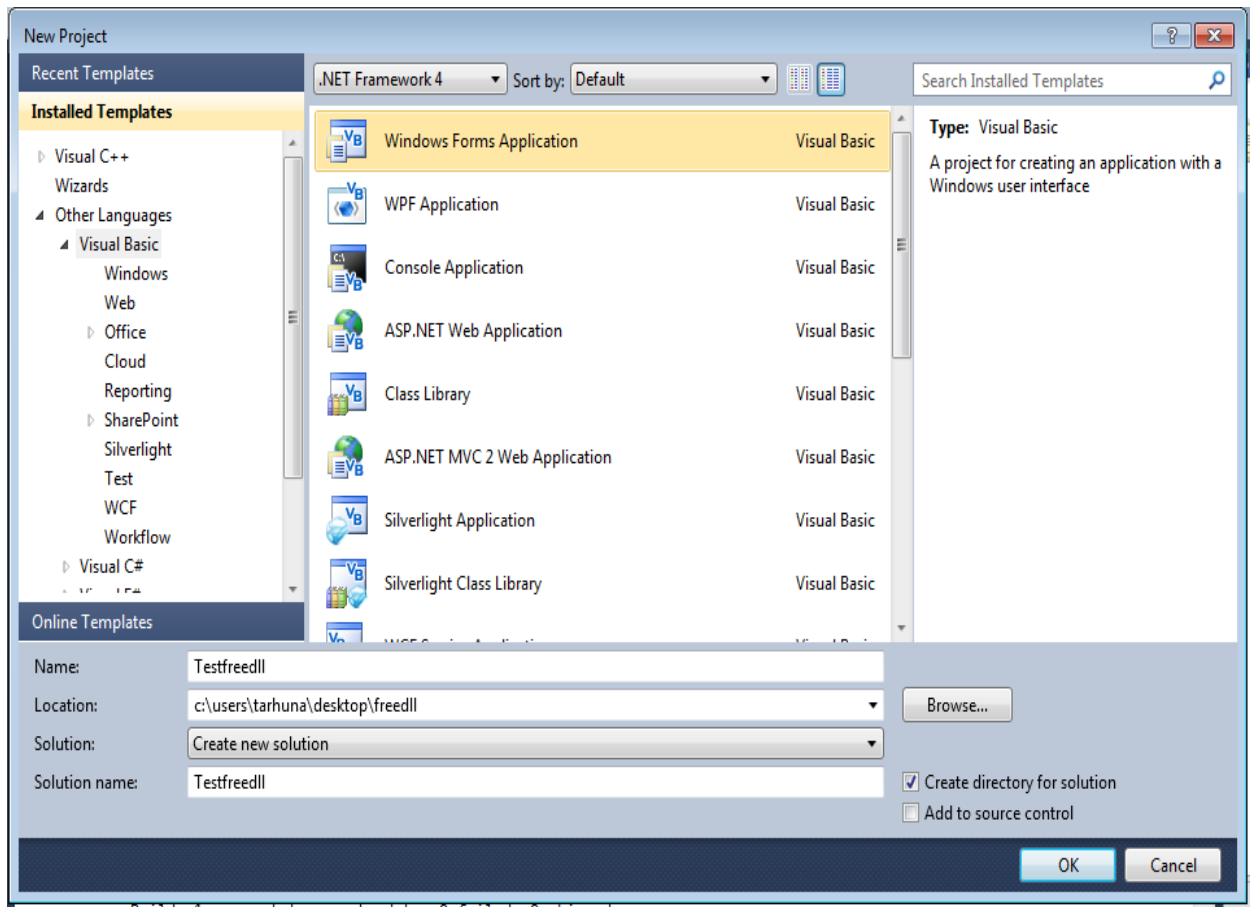 New Project
Recent Templates
Installed Templates
Visual C++
Wizards
Other Languages
Visual Basic
Windows
Web
Office
Cloud
Reporting
SharePoint
Silverlight
Test
WCF
Workflow
Visual C#
Online Templates
.NET Framework 4
Sort by: Default
Search Installed Templates
Windows Forms Application Visual Basic
WPF Application Visual Basic
Console Application Visual Basic
ASP.NET Web Application Visual Basic
Class Library Visual Basic
ASP.NET MVC 2 Web Application Visual Basic
Silverlight Application Visual Basic
Silverlight Class Library Visual Basic
Type: Visual Basic
A project for creating an application with a
Windows user interface
Name: Testfreedll
Location: c:\users\tarhuna\desktop\freedll
Browse...
Solution: Create new solution
Solution name: Testfreedll
Create directory for solution
Add to source control
OK
Cancel